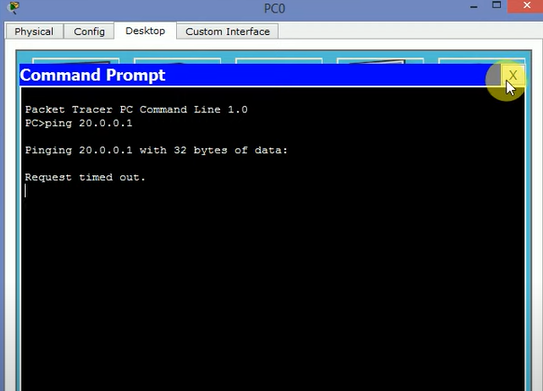 PC0
Physical Config Desktop Custom Interface
Command Prompt X
Packet Tracer PC Command Line 1.0
PC>ping 20.0.0.1
Pinging 20.0.0.1 with 32 bytes of data:
Request timed out.